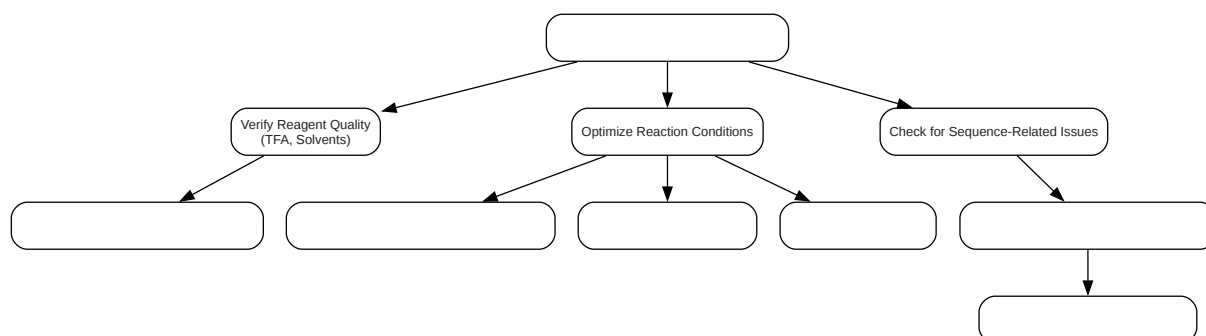 Verify Reagent Quality
(TFA, Solvents)
Optimize Reaction Conditions
Check for Sequence-Related Issues